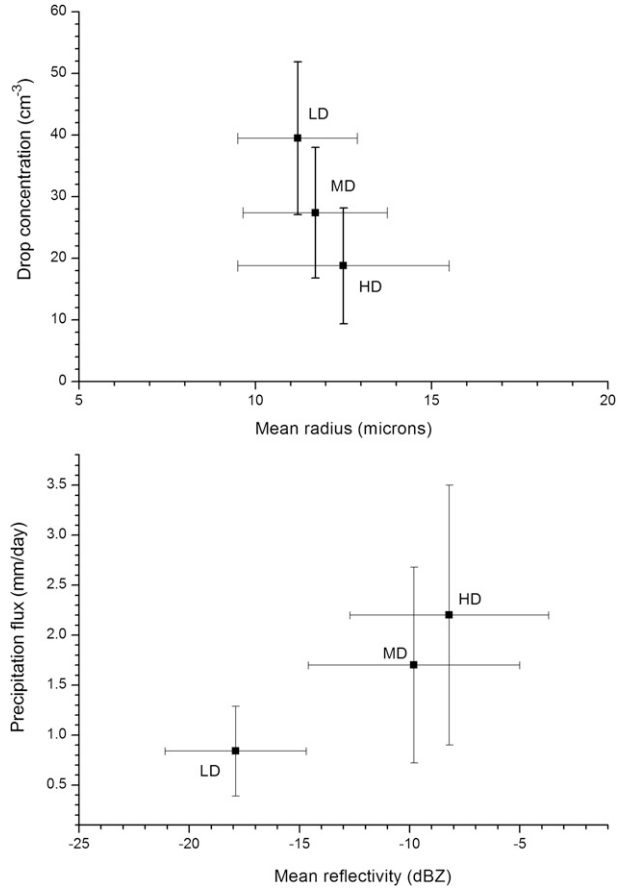 60
50
40
30
20
10
0
Drop concentration (cm-3)
LD
MD
HD
5
10
15
20
Mean radius (microns)
3.5
3.0
2.5
2.0
1.5
1.0
0.5
Precipitation flux (mm/day)
HD
MD
LD
-25
-20
-15
-10
-5
Mean reflectivity (dBZ)